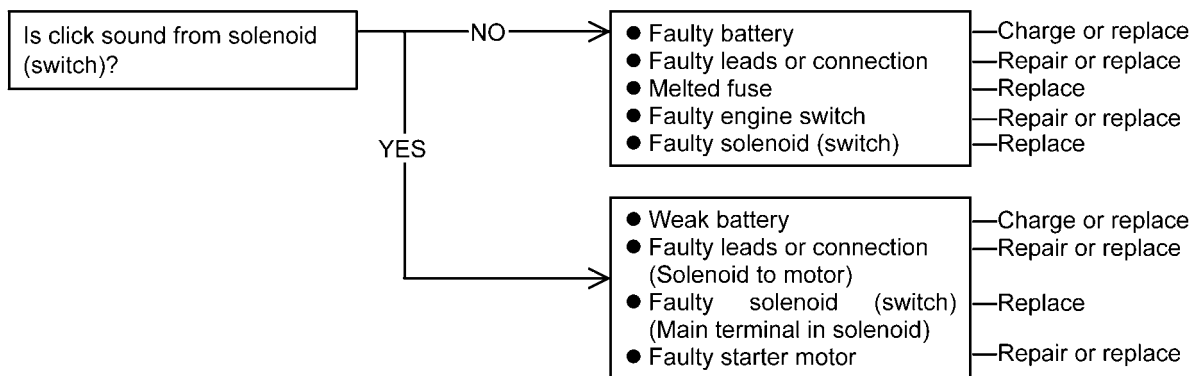 Is click sound from solenoid
(switch)?
NO
● Faulty battery
● Faulty leads or connection
● Melted fuse
● Faulty engine switch
● Faulty solenoid (switch)
Charge or replace
Repair or replace
Replace
Repair or replace
Replace
YES
● Weak battery
● Faulty leads or connection
(Solenoid to motor)
● Faulty solenoid (switch)
(Main terminal in solenoid)
● Faulty starter motor
Charge or replace
Repair or replace
Replace
Repair or replace